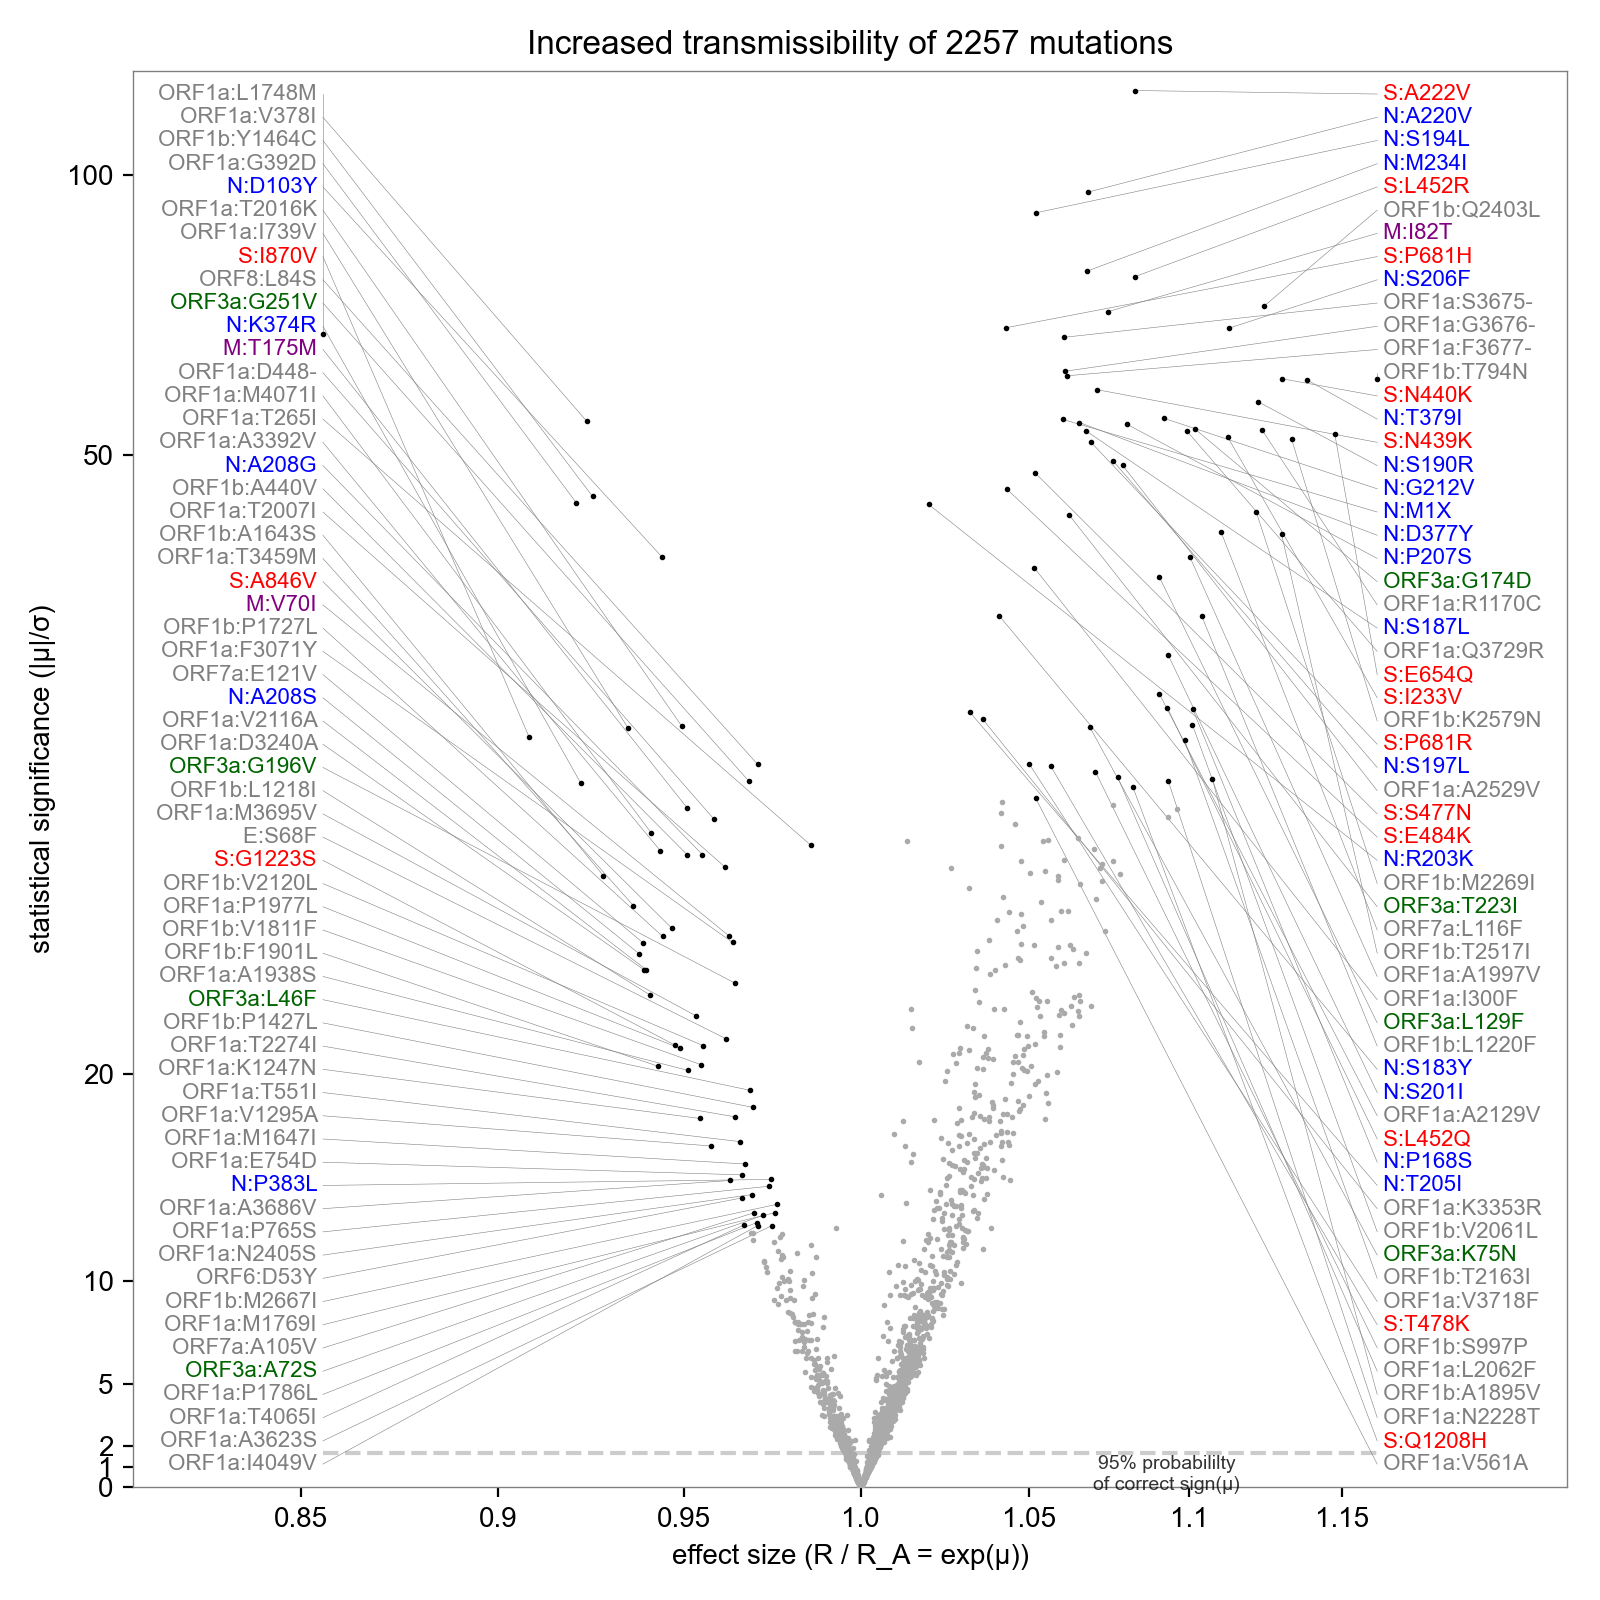 Increased transmissibility of 2257 mutations
ORF1a:L1748M
ORF1a:V378I
ORF1b:Y1464C
ORF1a:G392D
N:D103Y
ORF1a:T2016K
ORF1a:I739V
S:I870V
ORF8:L84S
ORF3a:G251V
N:K374R
M:T175M
ORF1a:D448-
ORF1a:M4071I
ORF1a:T265I
ORF1a:A3392V
N:A208G
ORF1b:A440V
ORF1a:T2007I
ORF1b:A1643S
ORF1a:T3459M
S:A846V
M:V70I
ORF1b:P1727L
ORF1a:F3071Y
ORF7a:E121V
N:A208S
ORF1a:V2116A
ORF1a:D3240A
ORF3a:G196V
ORF1b:L1218I
ORF1a:M3695V
E:S68F
S:G1223S
ORF1b:V2120L
ORF1a:P1977L
ORF1b:V1811F
ORF1b:F1901L
ORF1a:A1938S
ORF3a:L46F
ORF1b:P1427L
ORF1a:T2274I
ORF1a:K1247N
ORF1a:T551I
ORF1a:V1295A
ORF1a:M1647I
ORF1a:E754D
N:P383L
ORF1a:A3686V
ORF1a:P765S
ORF1a:N2405S
ORF6:D53Y
ORF1b:M2667I
ORF1a:M1769I
ORF7a:A105V
ORF3a:A72S
ORF1a:P1786L
ORF1a:T4065I
ORF1a:A3623S
ORF1a:I4049V
S:A222V
N:A220V
N:S194L
N:M234I
S:L452R
ORF1b:Q2403L
M:I82T
S:P681H
N:S206F
ORF1a:S3675-
ORF1a:G3676-
ORF1a:F3677-
ORF1b:T794N
S:N440K
N:T379I
S:N439K
N:S190R
N:G212V
N:M1X
N:D377Y
N:P207S
ORF3a:G174D
ORF1a:R1170C
N:S187L
ORF1a:Q3729R
S:E654Q
S:I233V
ORF1b:K2579N
S:P681R
N:S197L
ORF1a:A2529V
S:S477N
S:E484K
N:R203K
ORF1b:M2269I
ORF3a:T223I
ORF7a:L116F
ORF1b:T2517I
ORF1a:A1997V
ORF1a:I300F
ORF3a:L129F
ORF1b:L1220F
N:S183Y
N:S201I
ORF1a:A2129V
S:L452Q
N:P168S
N:T205I
ORF1a:K3353R
ORF1b:V2061L
ORF3a:K75N
ORF1b:T2163I
ORF1a:V3718F
S:T478K
ORF1b:S997P
ORF1a:L2062F
ORF1b:A1895V
ORF1a:N2228T
S:Q1208H
ORF1a:V561A
95% probabililty
of correct sign(μ)
100
50
20
10
5
2
1
0
statistical significance (|μ|/σ)
0.85 0.9 0.95 1.0 1.05 1.1 1.15
effect size (R / R_A = exp(μ))